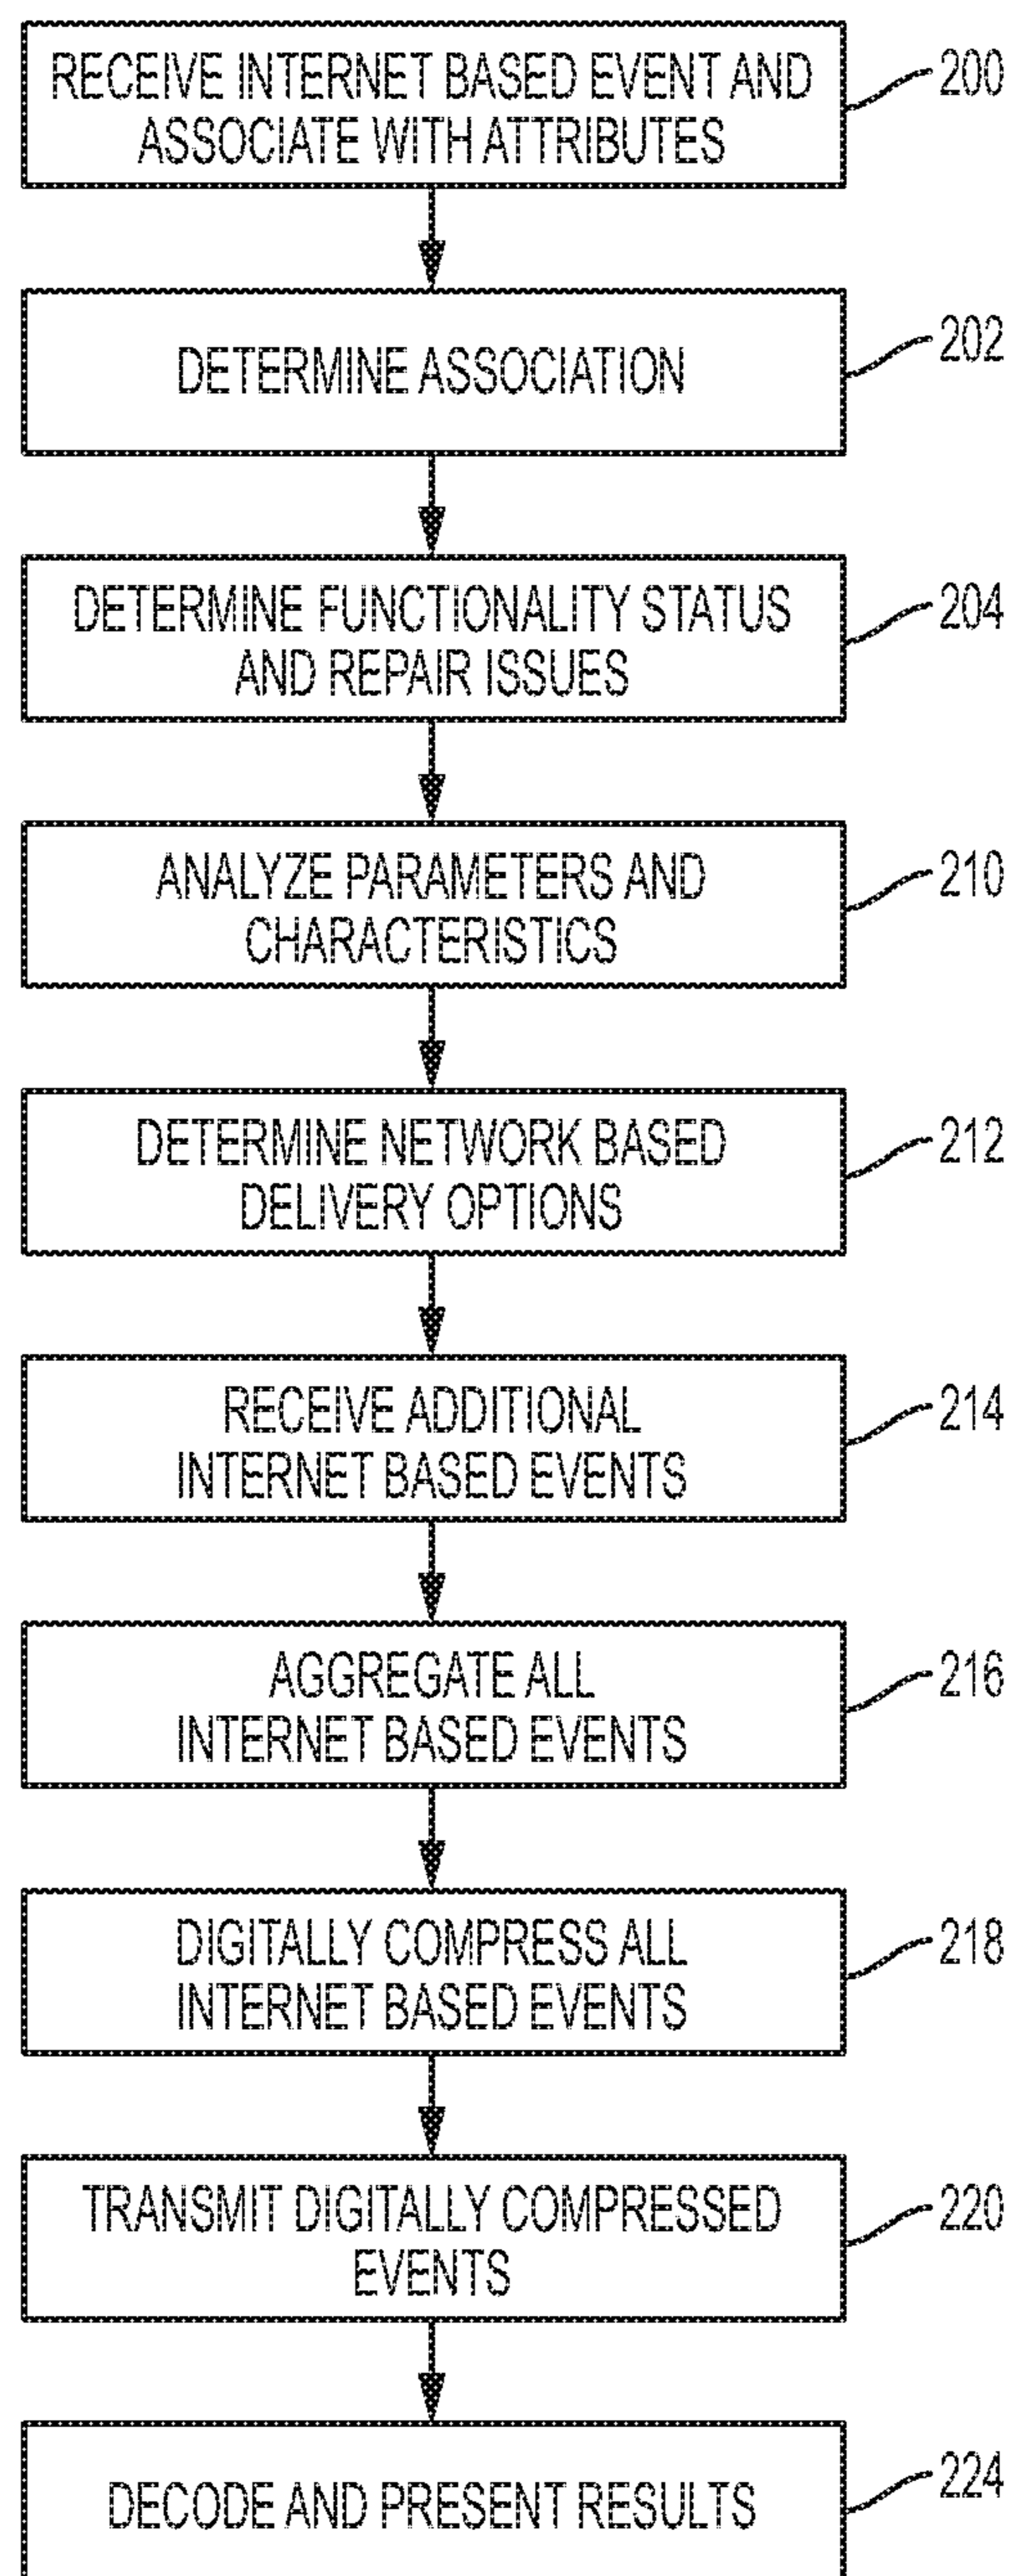 RECEIVE INTERNET BASED EVENT AND
ASSOCIATE WITH ATTRIBUTES
200
DETERMINE ASSOCIATION
202
DETERMINE FUNCTIONALITY STATUS
AND REPAIR ISSUES
204
ANALYZE PARAMETERS AND
CHARACTERISTICS
210
DETERMINE NETWORK BASED
DELIVERY OPTIONS
212
RECEIVE ADDITIONAL
INTERNET BASED EVENTS
214
AGGREGATE ALL
INTERNET BASED EVENTS
216
DIGITALLY COMPRESS ALL
INTERNET BASED EVENTS
218
TRANSMIT DIGITALLY COMPRESSED
EVENTS
220
DECODE AND PRESENT RESULTS
224